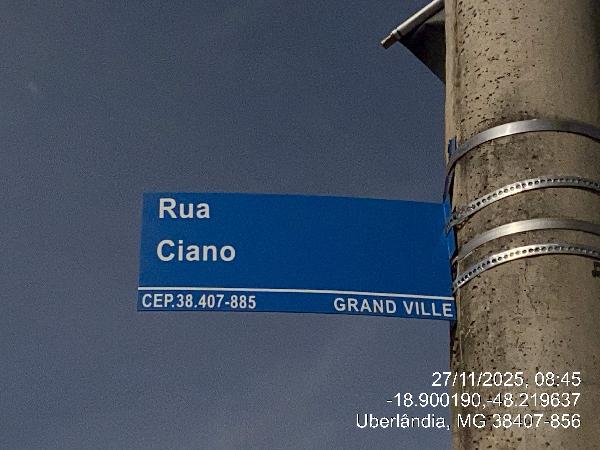 Rua
Ciano
CEP.38.407-885 GRAND VILLE
27/11/2025, 08:45
-18.900190,-48.219637
Uberlândia, MG 38407-856